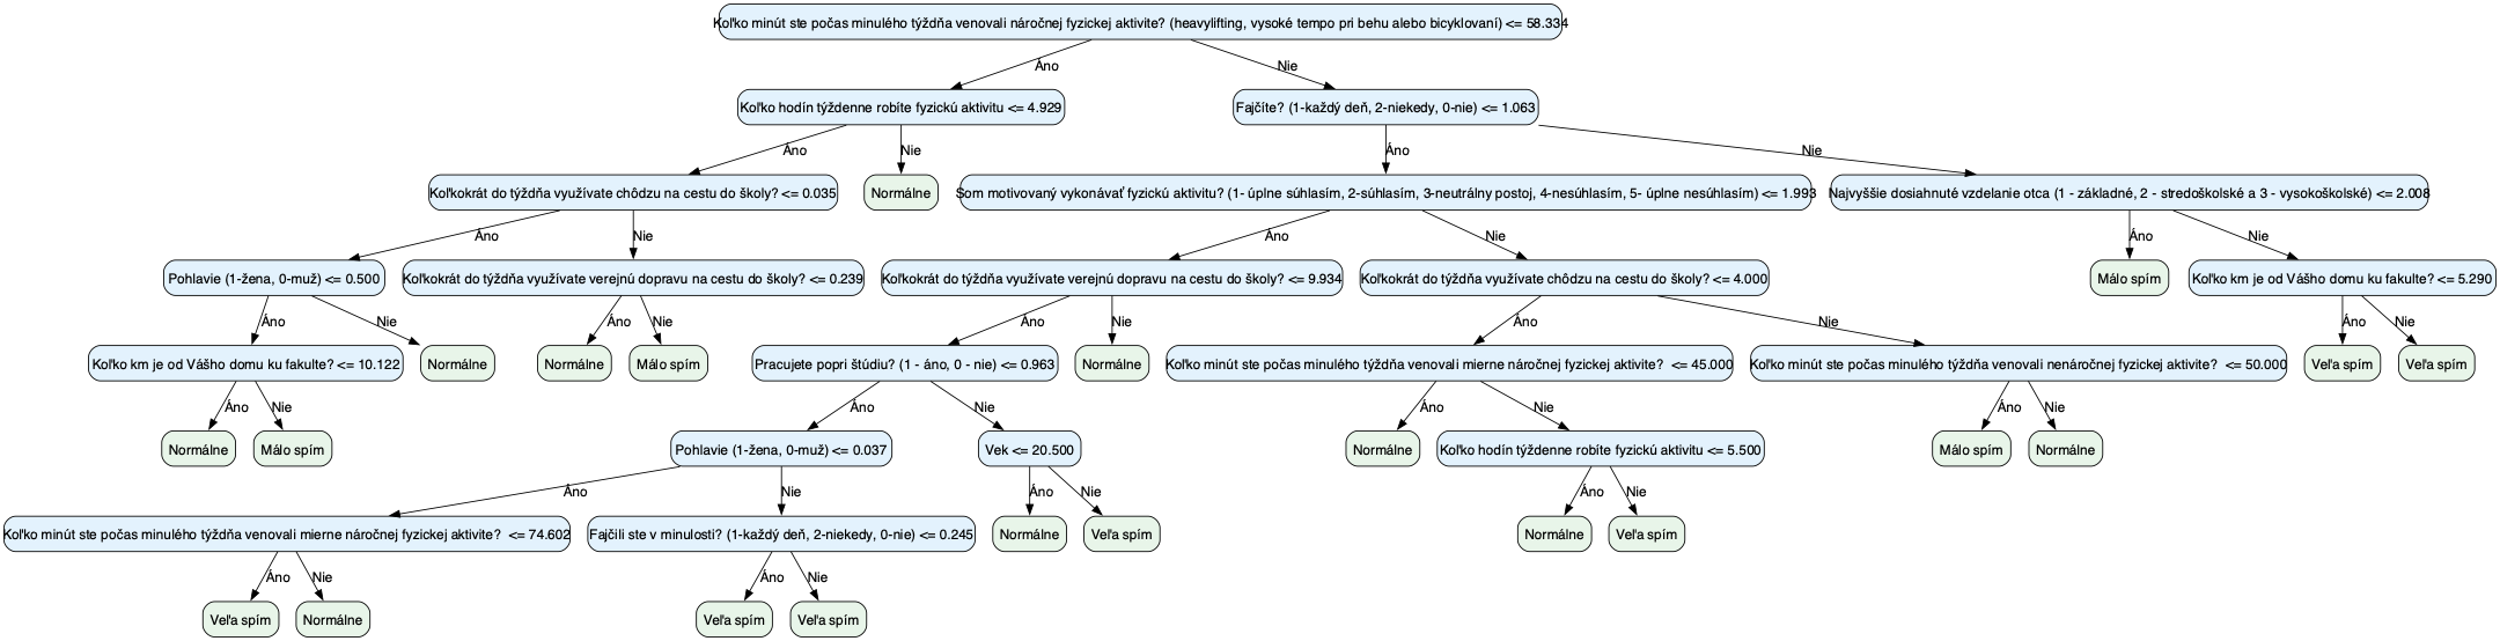 Koľko minút ste počas minulého týždňa venovali náročnej fyzickej aktivite? (heavylifting, vysoké tempo pri behu alebo bicyklovaní) <= 58.334
Áno
Nie
Koľko hodín týždenne robíte fyzickú aktivitu <= 4.929
Fajčíte? (1-každý deň, 2-niekedy, 0-nie) <= 1.063
Áno
Nie
Áno
Nie
Koľkokrát do týždňa využívate chôdzu na cestu do školy? <= 0.035
Normálne
Som motivovaný vykonávať fyzickú aktivitu? (1- úplne súhlasím, 2-súhlasím, 3-neutrálny postoj, 4-nesúhlasím, 5- úplne nesúhlasím) <= 1.993
Najvyššie dosiahnuté vzdelanie otca (1 - základné, 2 - stredoškolské a 3 - vysokoškolské) <= 2.008
Áno
Nie
Áno
Nie
Áno
Nie
Pohlavie (1-žena, 0-muž) <= 0.500
Koľkokrát do týždňa využívate verejnú dopravu na cestu do školy? <= 0.239
Koľkokrát do týždňa využívate verejnú dopravu na cestu do školy? <= 9.934
Koľkokrát do týždňa využívate chôdzu na cestu do školy? <= 4.000
Málo spím
Koľko km je od Vášho domu ku fakulte? <= 5.290
Áno
Nie
Áno
Nie
Áno
Nie
Áno
Nie
Áno
Nie
Koľko km je od Vášho domu ku fakulte? <= 10.122
Normálne
Normálne
Málo spím
Pracujete popri štúdiu? (1 - áno, 0 - nie) <= 0.963
Normálne
Koľko minút ste počas minulého týždňa venovali mierne náročnej fyzickej aktivite? <= 45.000
Koľko minút ste počas minulého týždňa venovali nenáročnej fyzickej aktivite? <= 50.000
Veľa spím
Veľa spím
Áno
Nie
Áno
Nie
Áno
Nie
Áno
Nie
Normálne
Málo spím
Pohlavie (1-žena, 0-muž) <= 0.037
Vek <= 20.500
Normálne
Koľko hodín týždenne robíte fyzickú aktivitu <= 5.500
Málo spím
Normálne
Áno
Nie
Áno
Nie
Áno
Nie
Koľko minút ste počas minulého týždňa venovali mierne náročnej fyzickej aktivite? <= 74.602
Fajčili ste v minulosti? (1-každý deň, 2-niekedy, 0-nie) <= 0.245
Normálne
Veľa spím
Normálne
Veľa spím
Áno
Nie
Áno
Nie
Veľa spím
Normálne
Veľa spím
Veľa spím